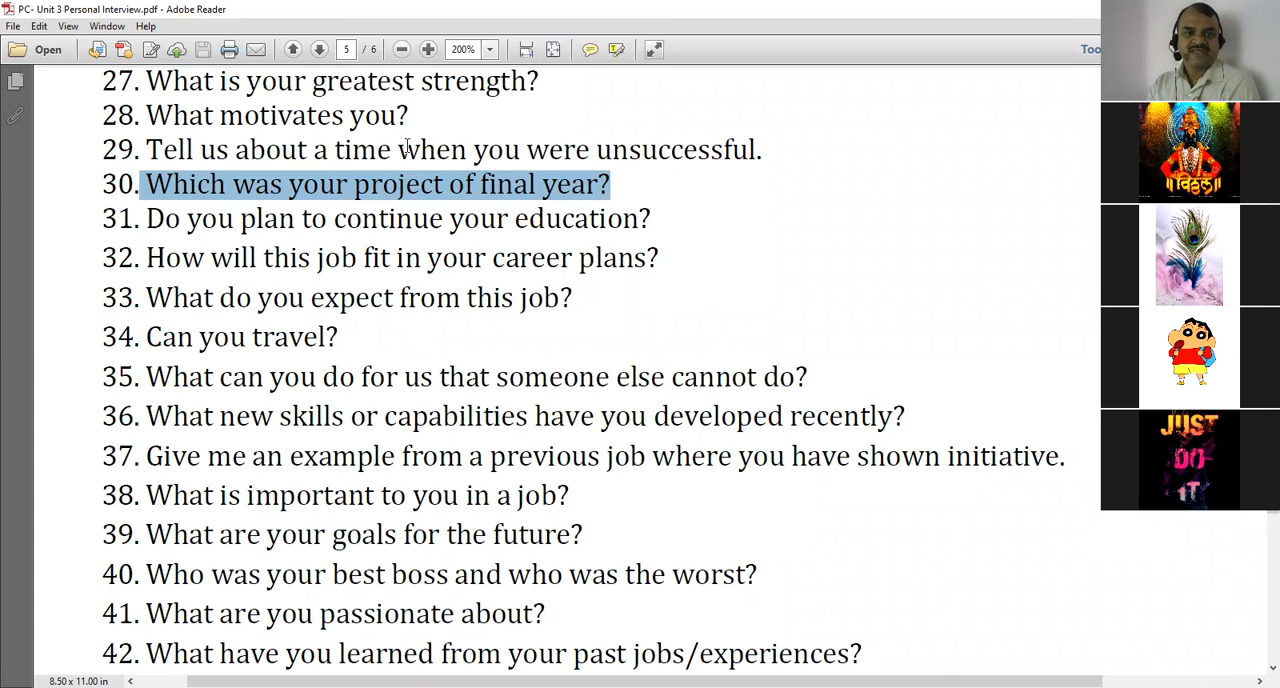 PC- Unit 3 Personal Interview.pdf - Adobe Reader
File Edit View Window Help
Open 5 / 6 200% Too
27. What is your greatest strength?
28. What motivates you?
29. Tell us about a time when you were unsuccessful.
30. Which was your project of final year?
31. Do you plan to continue your education?
32. How will this job fit in your career plans?
33. What do you expect from this job?
34. Can you travel?
35. What can you do for us that someone else cannot do?
36. What new skills or capabilities have you developed recently?
37. Give me an example from a previous job where you have shown initiative.
38. What is important to you in a job?
39. What are your goals for the future?
40. Who was your best boss and who was the worst?
41. What are you passionate about?
42. What have you learned from your past jobs/experiences?
8.50 x 11.00 in
॥विठ्ठल॥
JUST
DO
iT